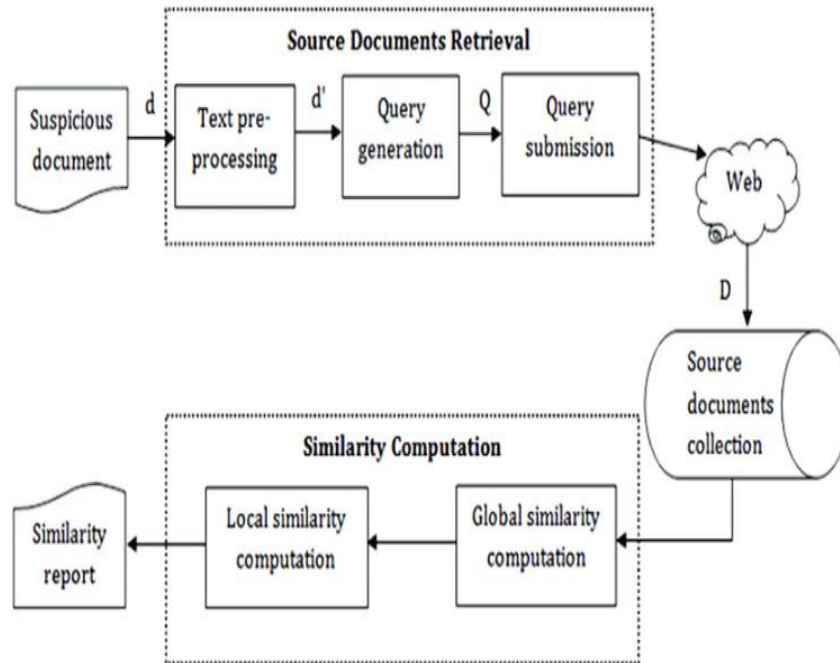 Source Documents Retrieval
Suspicious
document
d
Text pre-
processing
d'
Query
generation
Q
Query
submission
Web
D
Source
documents
collection
Similarity Computation
Global similarity
computation
Local similarity
computation
Similarity
report